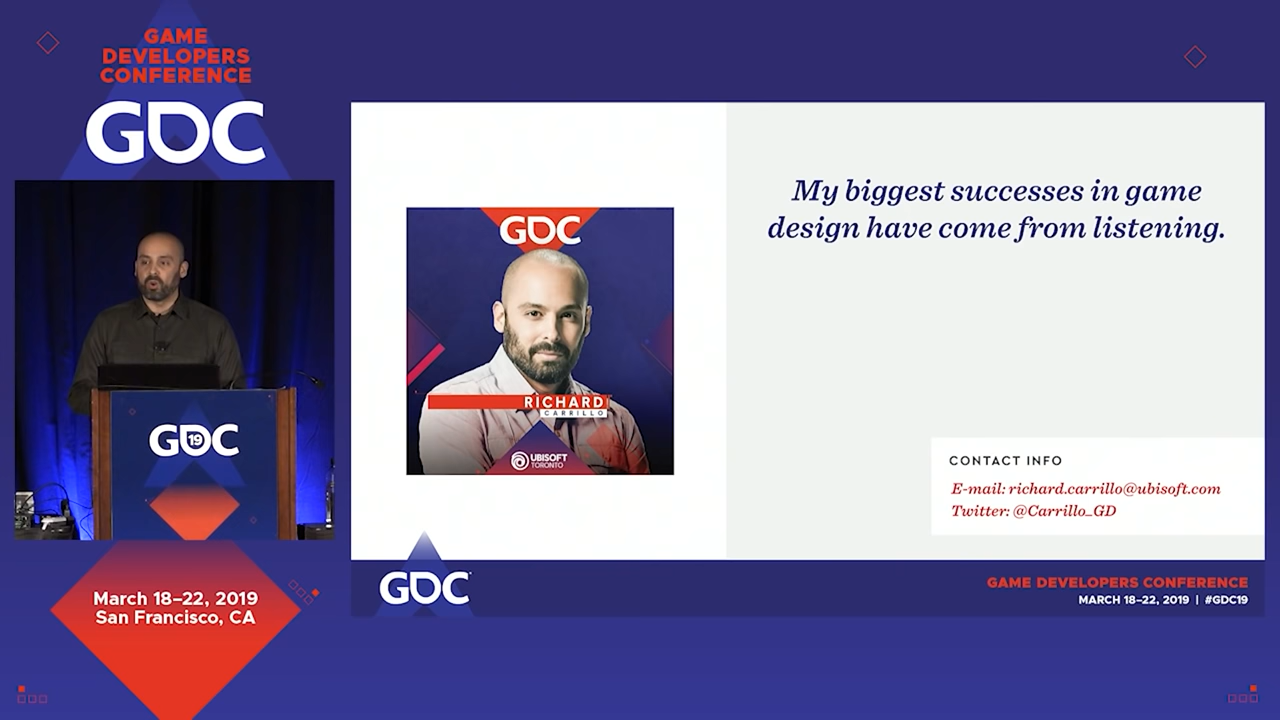 GAME
DEVELOPERS
CONFERENCE
GDC
GDC
19
March 18–22, 2019
San Francisco, CA
GDC
RICHARD
CARRILLO
UBISOFT
TORONTO
My biggest successes in game
design have come from listening.
CONTACT INFO
E-mail: richard.carrillo@ubisoft.com
Twitter: @Carrillo_GD
GDC
GAME DEVELOPERS CONFERENCE
MARCH 18–22, 2019 | #GDC19